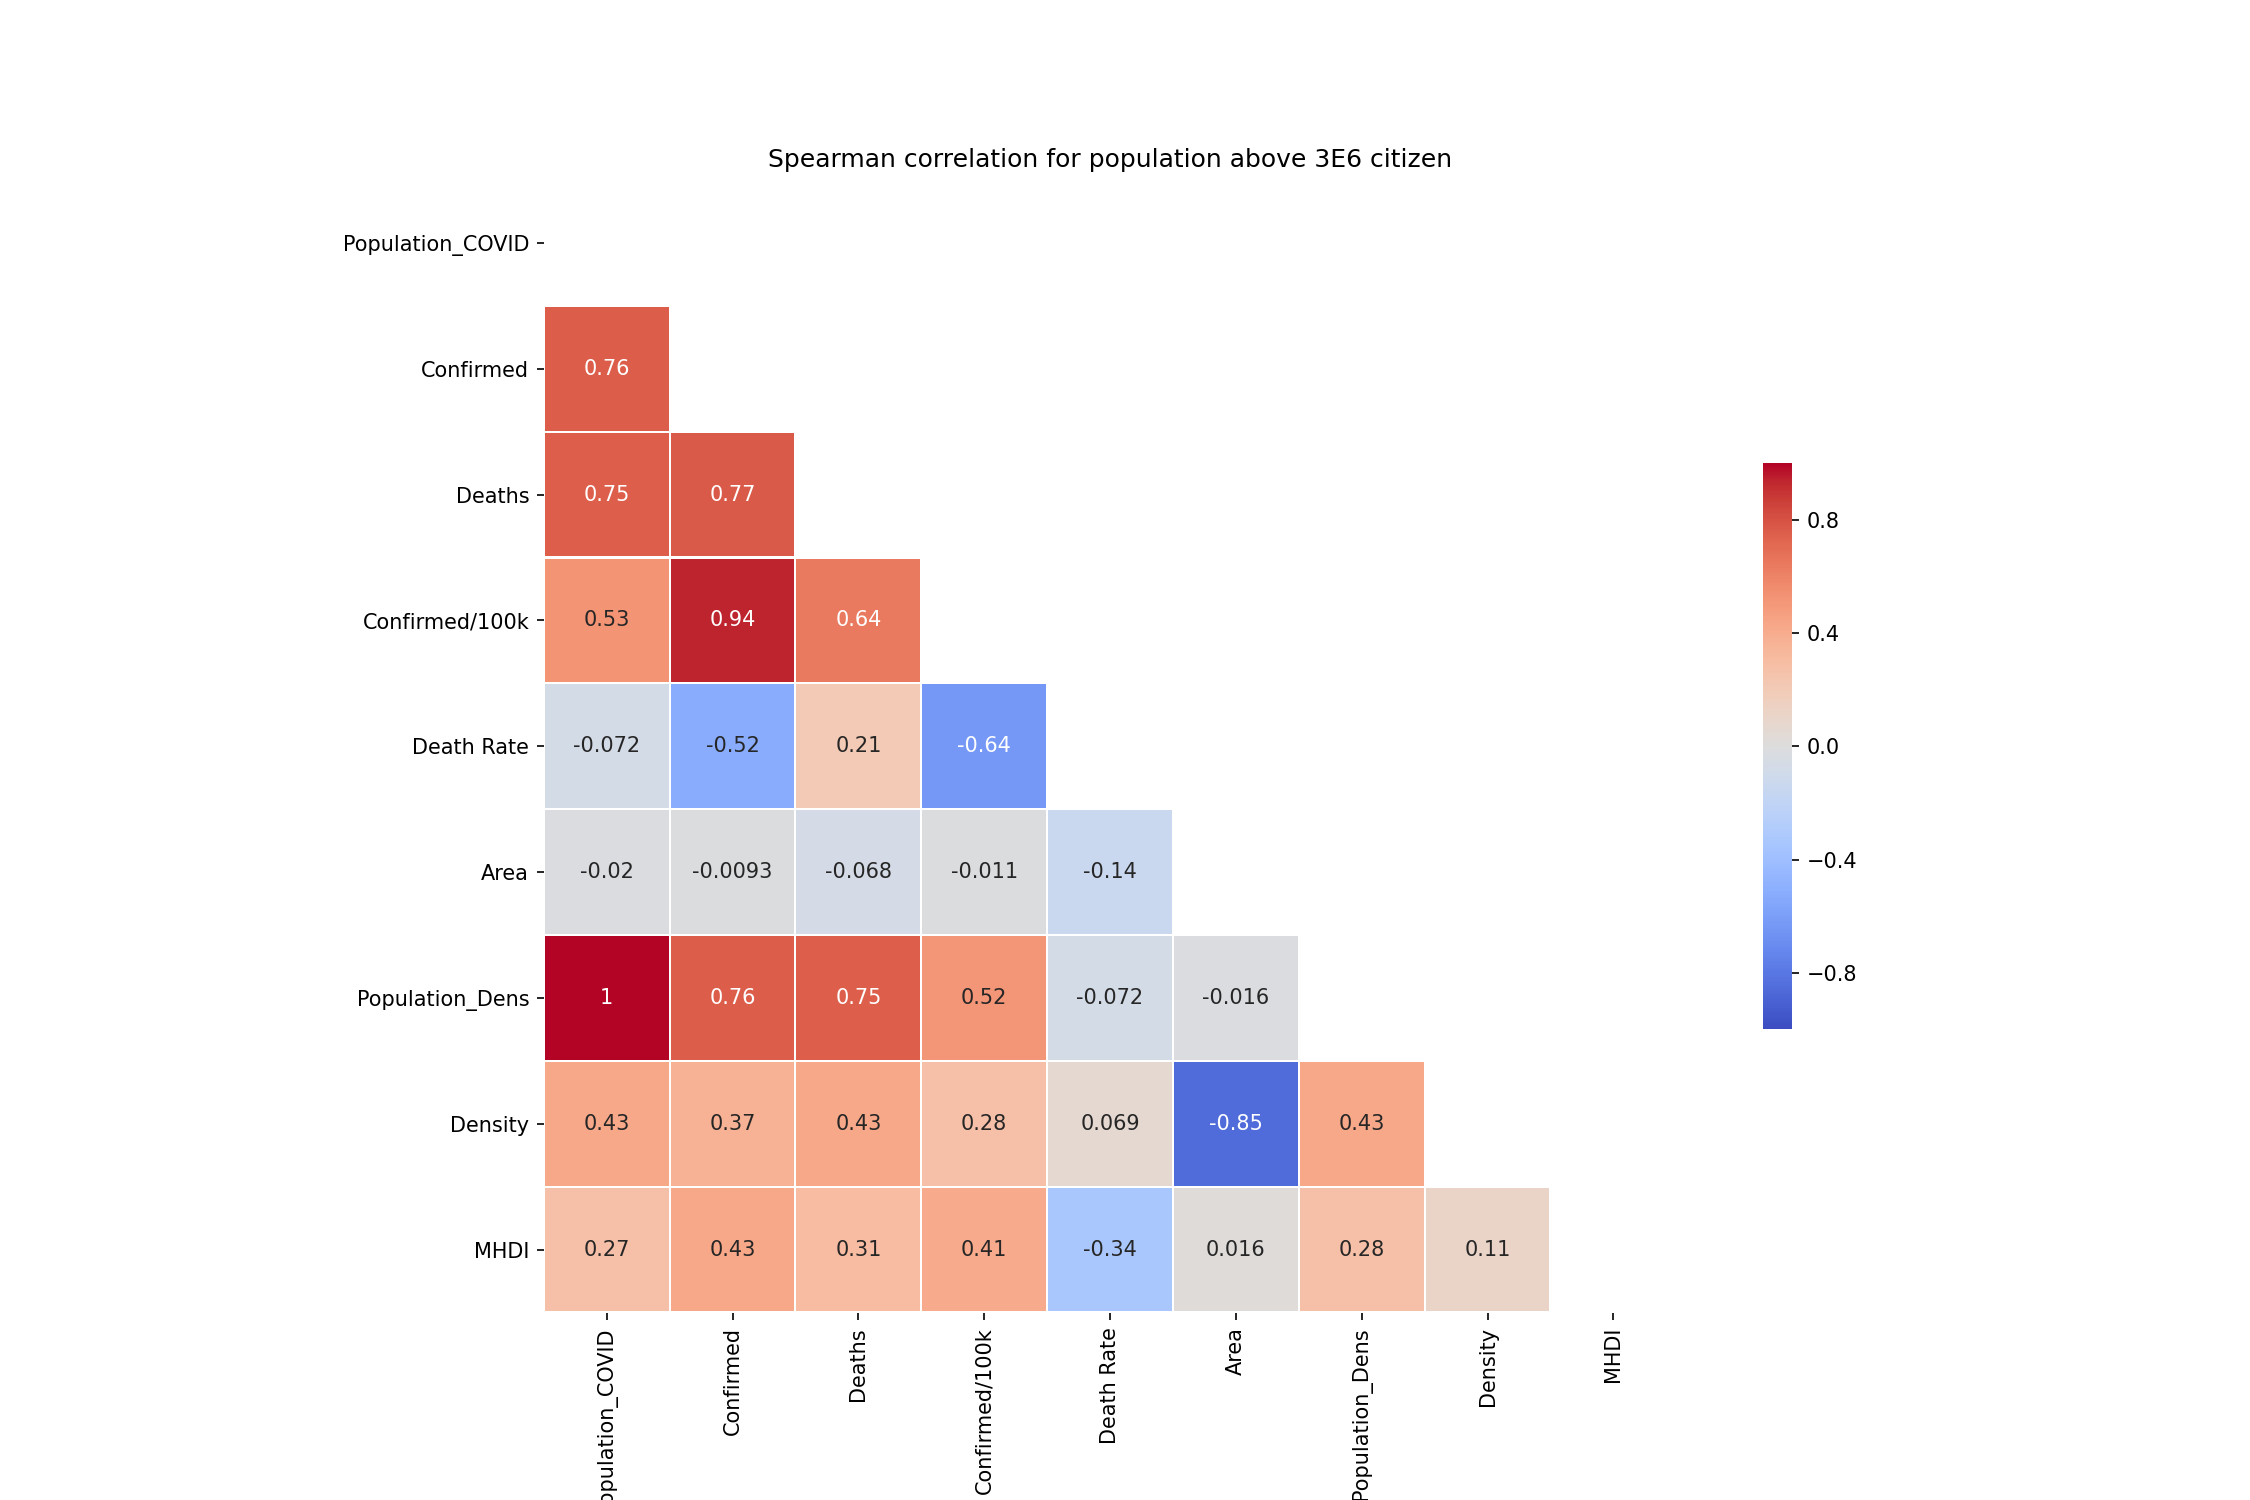 Spearman correlation for population above 3E6 citizen
Population_COVID
Confirmed 0.76
Deaths 0.75 0.77
Confirmed/100k 0.53 0.94 0.64
Death Rate -0.072 -0.52 0.21 -0.64
Area -0.02 -0.0093 -0.068 -0.011 -0.14
Population_Dens 1 0.76 0.75 0.52 -0.072 -0.016
Density 0.43 0.37 0.43 0.28 0.069 -0.85 0.43
MHDI 0.27 0.43 0.31 0.41 -0.34 0.016 0.28 0.11
opulation_COVID
Confirmed
Deaths
Confirmed/100k
Death Rate
Area
Population_Dens
Density
MHDI
0.8
0.4
0.0
−0.4
−0.8